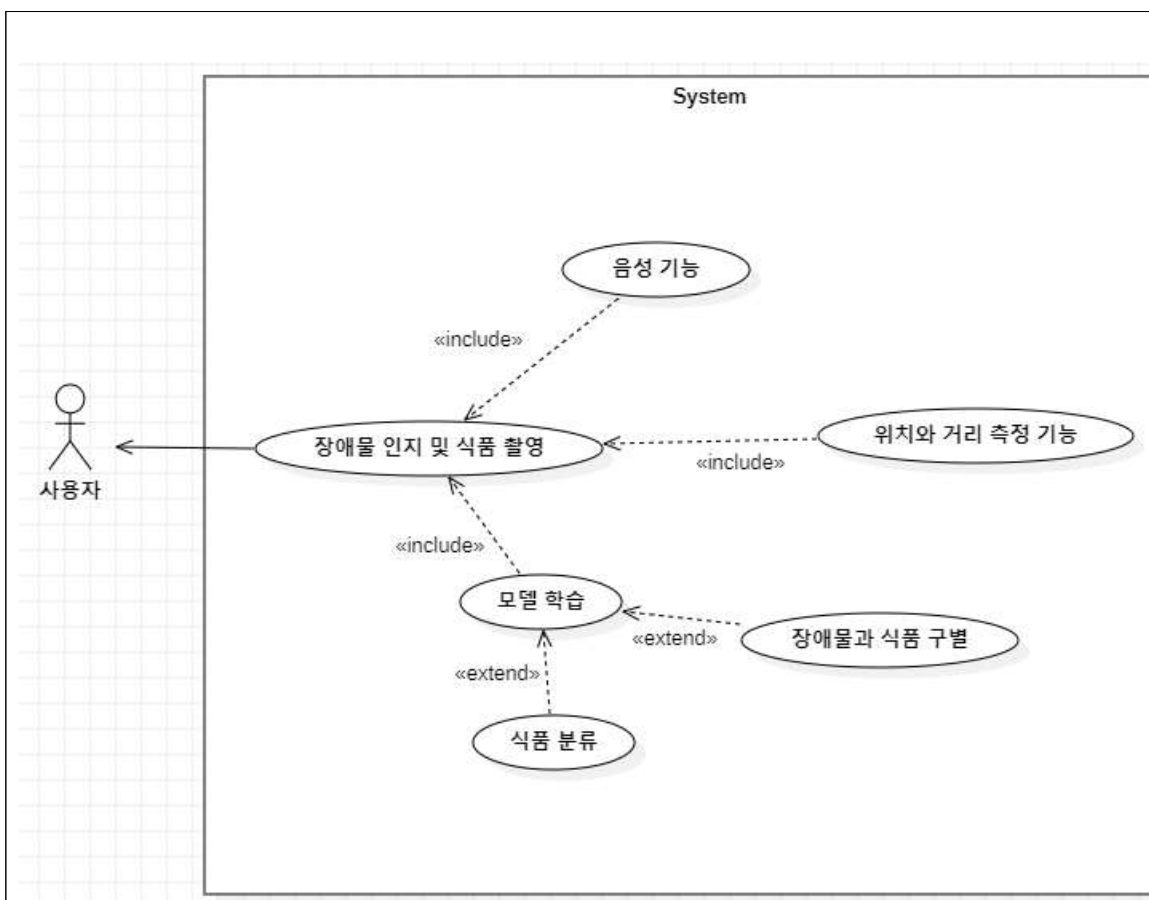 System
음성 기능
«include»
장애물 인지 및 식품 촬영
위치와 거리 측정 기능
«include»
사용자
«include»
모델 학습
장애물과 식품 구별
«extend»
«extend»
식품 분류